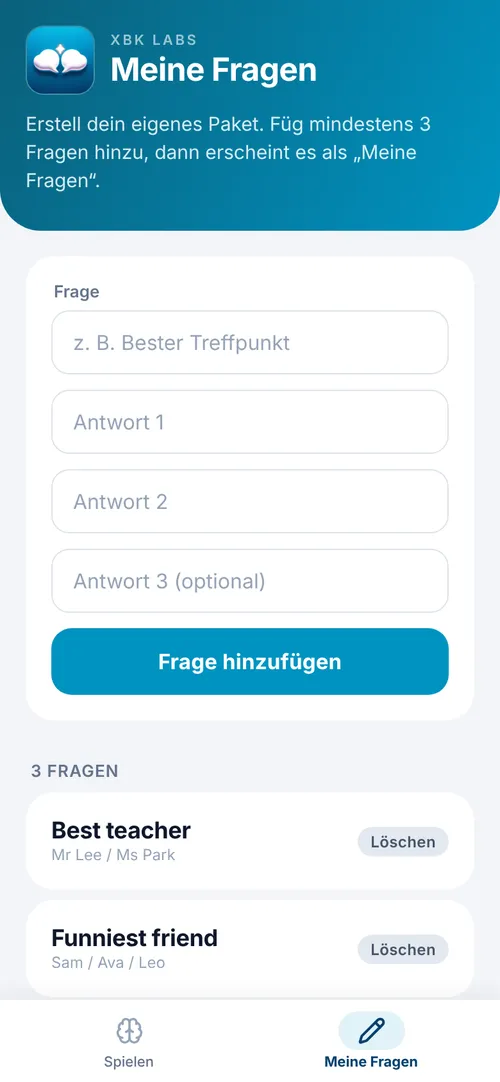 XBK LABS
Meine Fragen
Erstell dein eigenes Paket. Füg mindestens 3
Fragen hinzu, dann erscheint es als „Meine
Fragen“.
Frage
z. B. Bester Treffpunkt
Antwort 1
Antwort 2
Antwort 3 (optional)
Frage hinzufügen
3 FRAGEN
Best teacher
Mr Lee / Ms Park
Löschen
Funniest friend
Sam / Ava / Leo
Löschen
Spielen
Meine Fragen